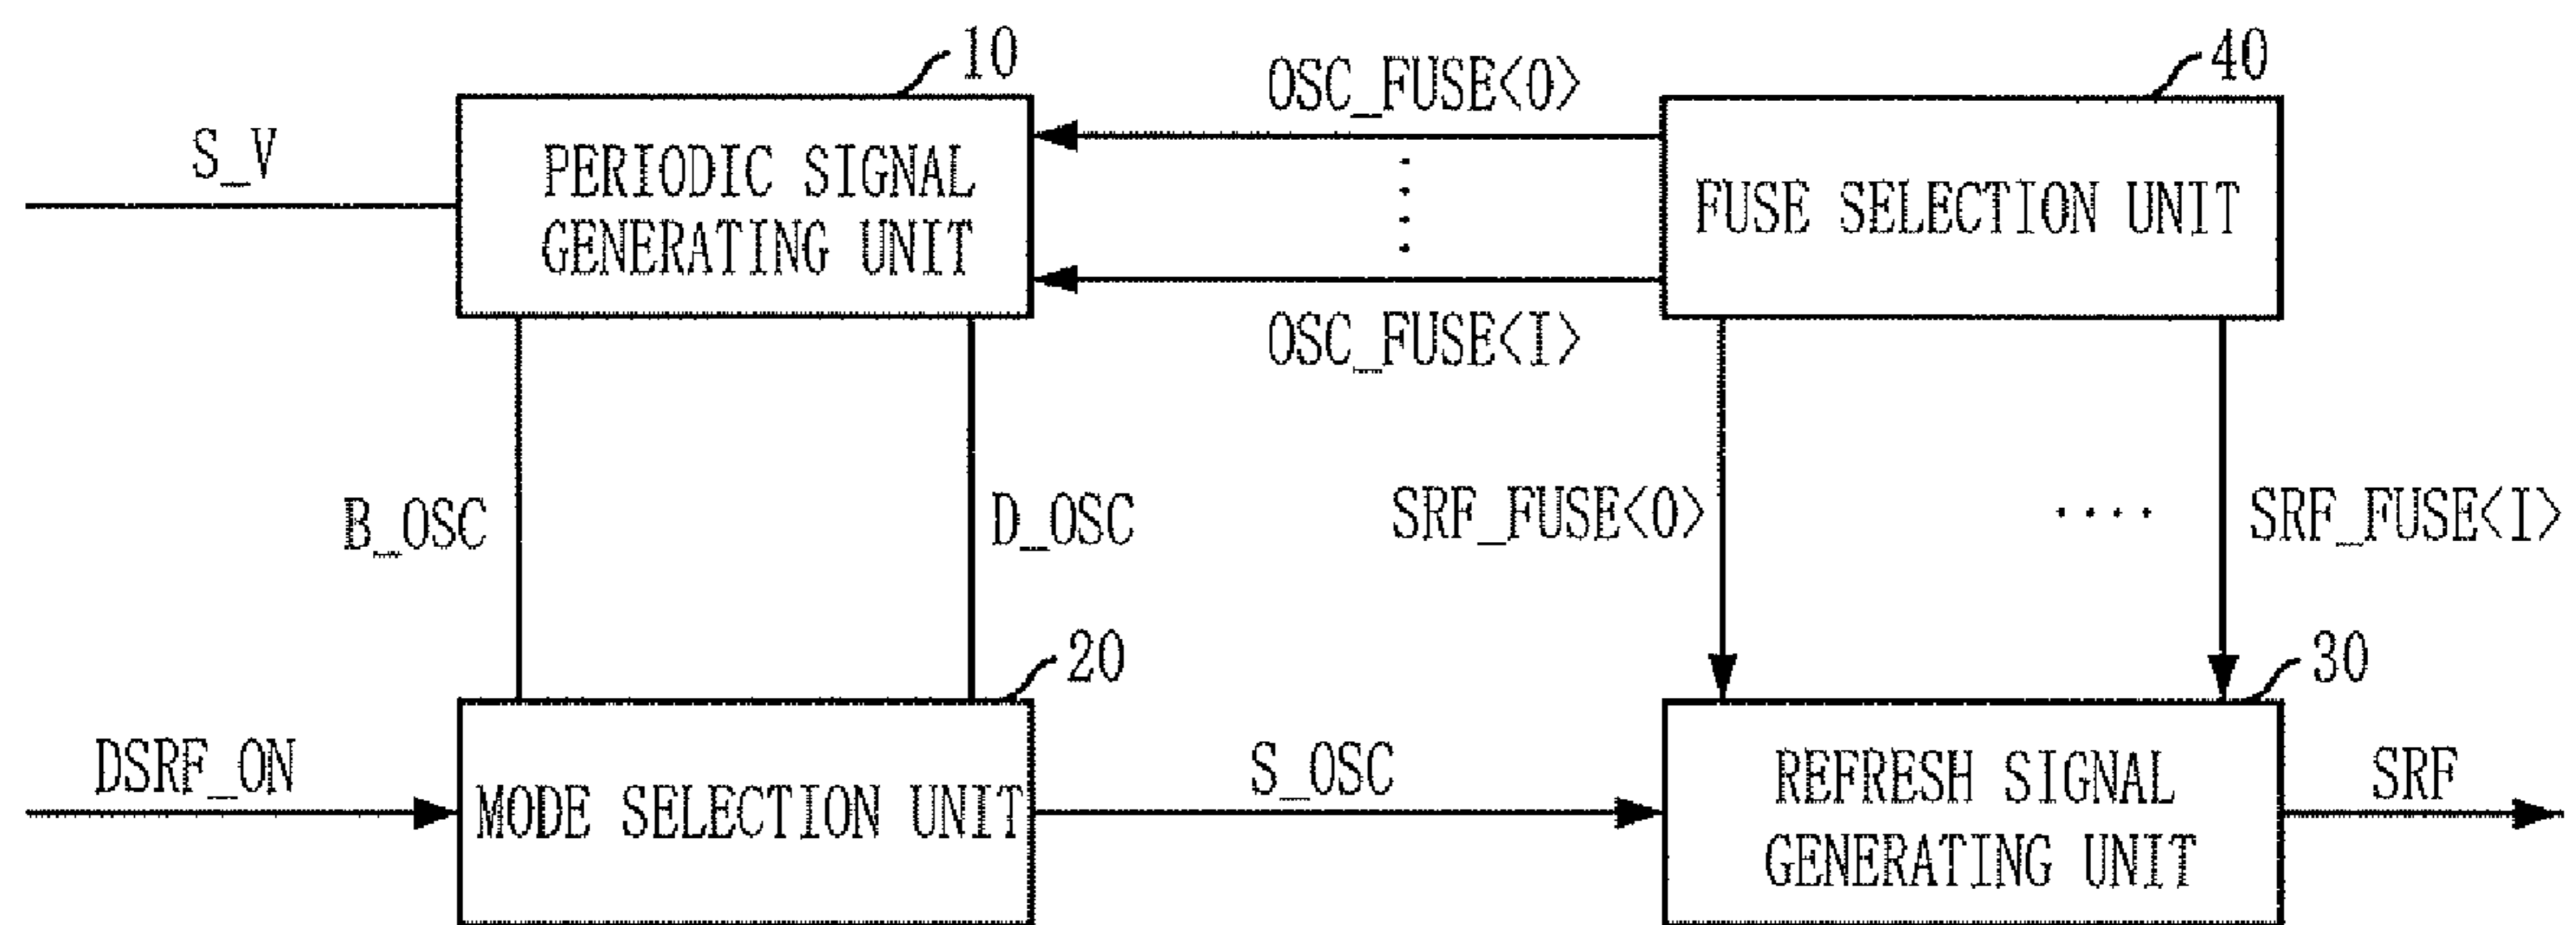 10
40
OSC_FUSE<0>
S_V
PERIODIC SIGNAL
GENERATING UNIT
FUSE SELECTION UNIT
OSC_FUSE<I>
B_OSC
D_OSC
SRF_FUSE<0>
SRF_FUSE<I>
20
30
DSRF_ON
MODE SELECTION UNIT
S_OSC
REFRESH SIGNAL
GENERATING UNIT
SRF